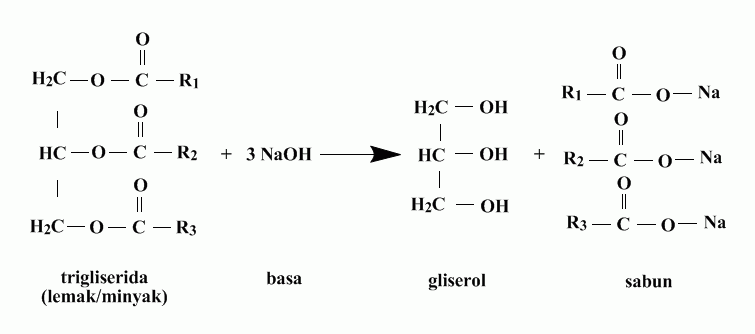 O
||
H₂C — O — C — R₁
|
O
||
HC — O — C — R₂
|
O
||
H₂C — O — C — R₃
+ 3 NaOH
H₂C — OH
|
HC — OH
|
H₂C — OH
+
O
||
R₁ — C — O — Na
O
||
R₂ — C — O — Na
O
||
R₃ — C — O — Na
trigliserida
(lemak/minyak)
basa
gliserol
sabun